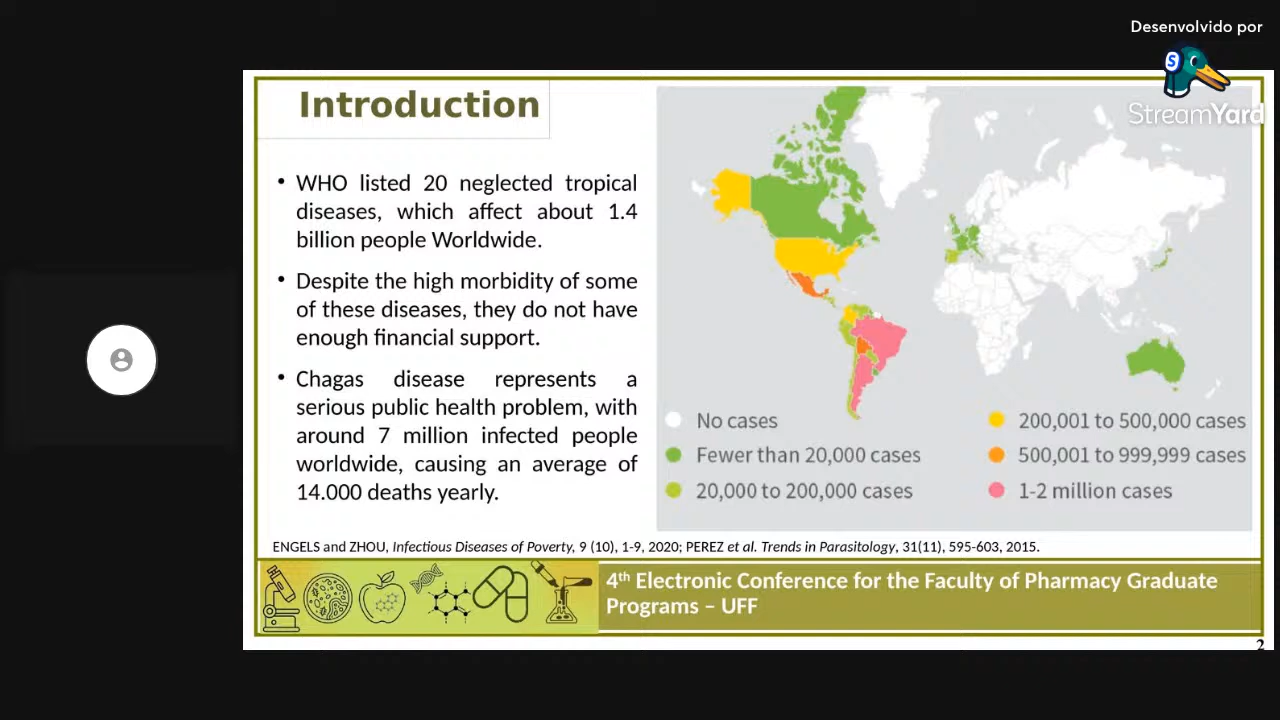 Desenvolvido por
StreamYard
Introduction
• WHO listed 20 neglected tropical
diseases, which affect about 1.4
billion people Worldwide.
• Despite the high morbidity of some
of these diseases, they do not have
enough financial support.
• Chagas disease represents a
serious public health problem, with
around 7 million infected people
worldwide, causing an average of
14.000 deaths yearly.
No cases
Fewer than 20,000 cases
20,000 to 200,000 cases
200,001 to 500,000 cases
500,001 to 999,999 cases
1-2 million cases
ENGELS and ZHOU, Infectious Diseases of Poverty, 9 (10), 1-9, 2020; PEREZ et al. Trends in Parasitology, 31(11), 595-603, 2015.
4th Electronic Conference for the Faculty of Pharmacy Graduate
Programs – UFF
2